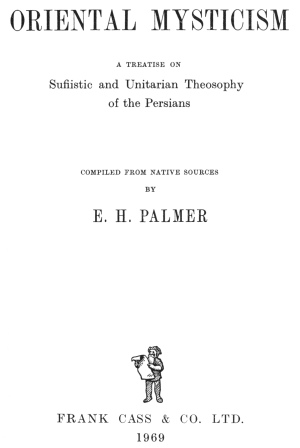 ORIENTAL MYSTICISM
A TREATISE ON
Sufiistic and Unitarian Theosophy
of the Persians
COMPILED FROM NATIVE SOURCES
BY
E. H. PALMER
FRANK CASS & CO. LTD.
1969